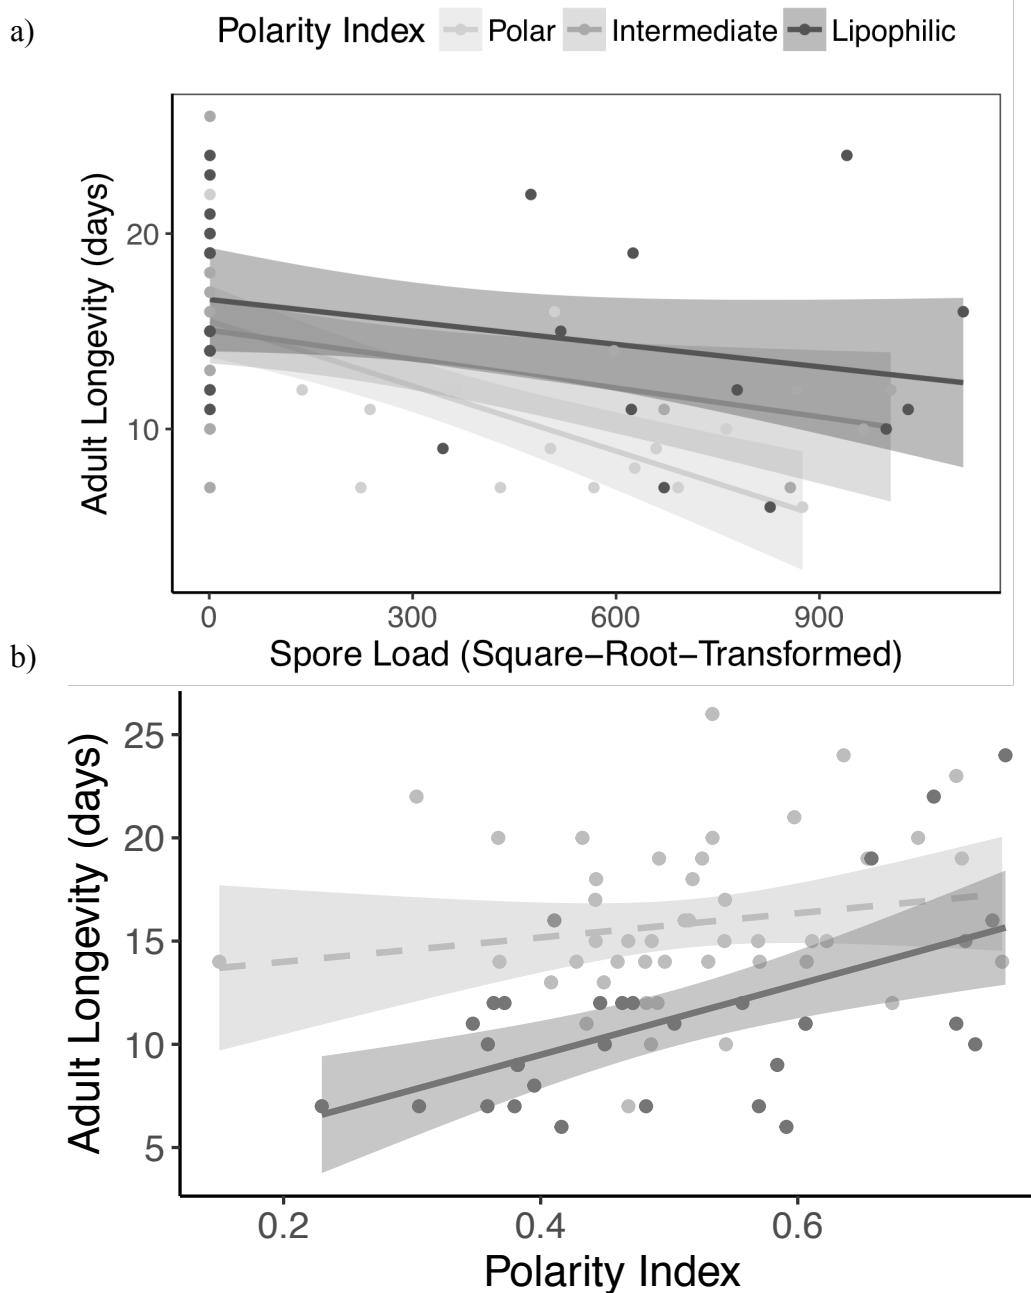 a)
Polarity Index Polar Intermediate Lipophilic
Adult Longevity (days)
20
10
0 300 600 900
Spore Load (Square−Root−Transformed)
b)
Adult Longevity (days)
25
20
15
10
5
0.2 0.4 0.6
Polarity Index